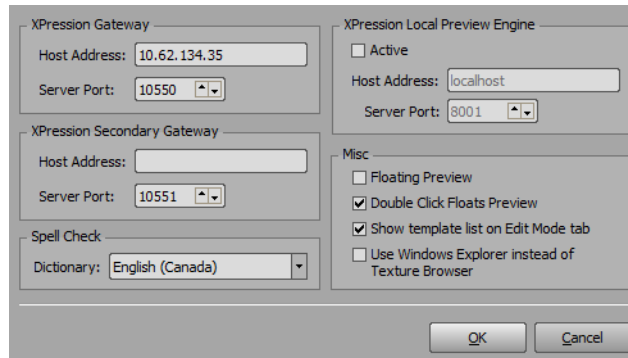 XPression Gateway
Host Address: 10.62.134.35
Server Port: 10550
XPression Secondary Gateway
Host Address:
Server Port: 10551
Spell Check
Dictionary: English (Canada)
XPression Local Preview Engine
Active
Host Address: localhost
Server Port: 8001
Misc
Floating Preview
Double Click Floats Preview
Show template list on Edit Mode tab
Use Windows Explorer instead of
Texture Browser
OK
Cancel